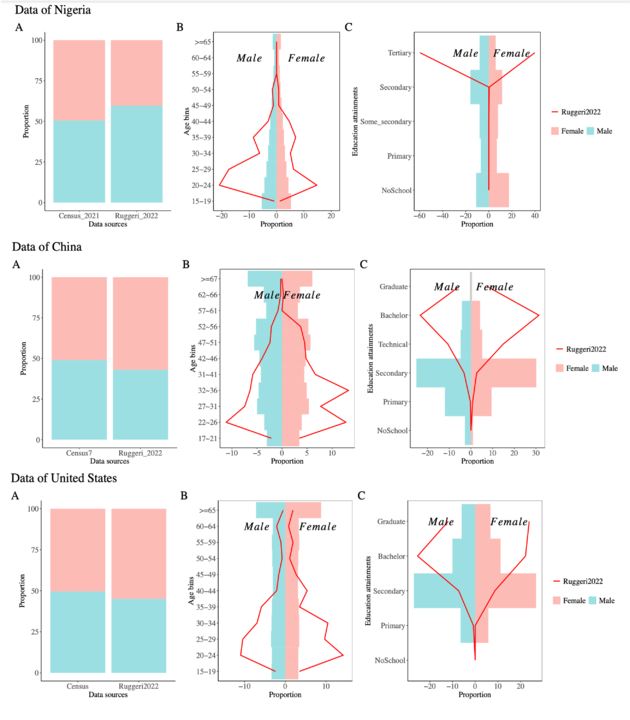 Data of Nigeria
A
B
C
100
75
50
25
0
Proportion
Census_2021 Ruggeri_2022
Data sources
Male Female
>=65
60−64
55−59
50−54
45−49
40−45
35−39
30−34
25−29
20−24
15−19
Age bins
−20 −10 0 10 20
Proportion
Male Female
Tertiary
Secondary
Some_secondary
Primary
NoSchool
Education attainments
−60 −40 −20 0 20 40
Proportion
Ruggeri2022
Female Male
Data of China
A
B
C
100
75
50
25
0
Proportion
Census7 Ruggeri_2022
Data sources
Male Female
>=67
62−66
57−61
52−56
47−51
42−46
31−41
32−36
27−31
22−26
17−21
Age bins
−10 −5 0 5 10
Proportion
Male Female
Graduate
Bachelor
Technical
Secondary
Primary
NoSchool
Education attainments
−20 −10 0 10 20 30
Proportion
Ruggeri2022
Female Male
Data of United States
A
B
C
100
75
50
25
0
Proportion
Census Ruggeri2022
Data sources
Male Female
>=65
60−64
55−59
50−54
45−49
40−44
35−39
30−34
25−29
20−24
15−19
Age bins
−10 0 10
Proportion
Male Female
Graduate
Bachelor
Secondary
Primary
NoSchool
Education attainments
−20 −10 0 10 20
Proportion
Ruggeri2022
Female Male